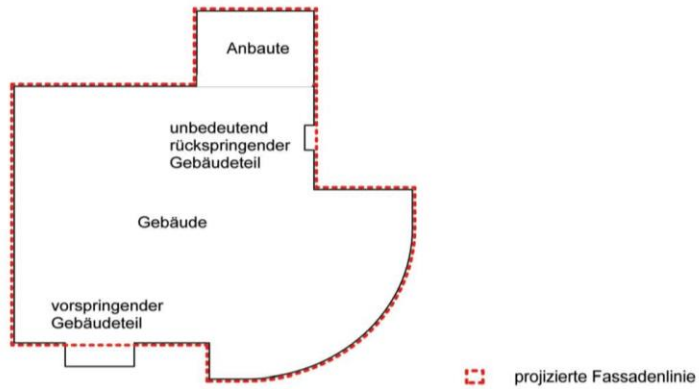 Anbaute
unbedeutend
rückspringender
Gebäudeteil
Gebäude
vorspringender
Gebäudeteil
projizierte Fassadenlinie